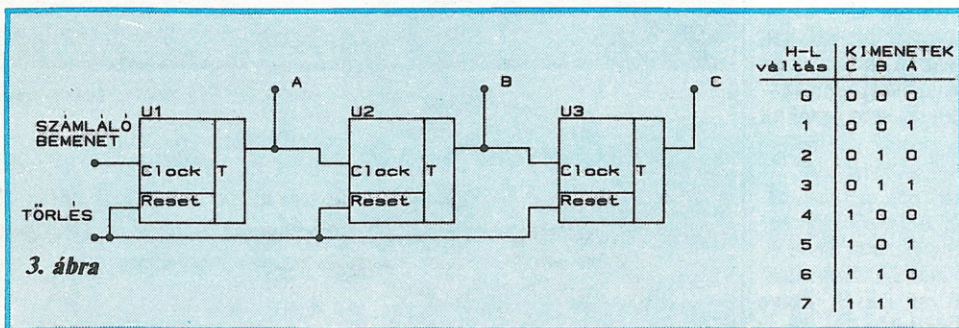 A
B
C
U1
U2
U3
SZÁMLÁLÓ
BEMENET
Clock T
Clock T
Clock T
Reset
Reset
Reset
TÖRLÉS
3. ábra
H-L KIMENETEK
váltás C B A
0 0 0 0
1 0 0 1
2 0 1 0
3 0 1 1
4 1 0 0
5 1 0 1
6 1 1 0
7 1 1 1